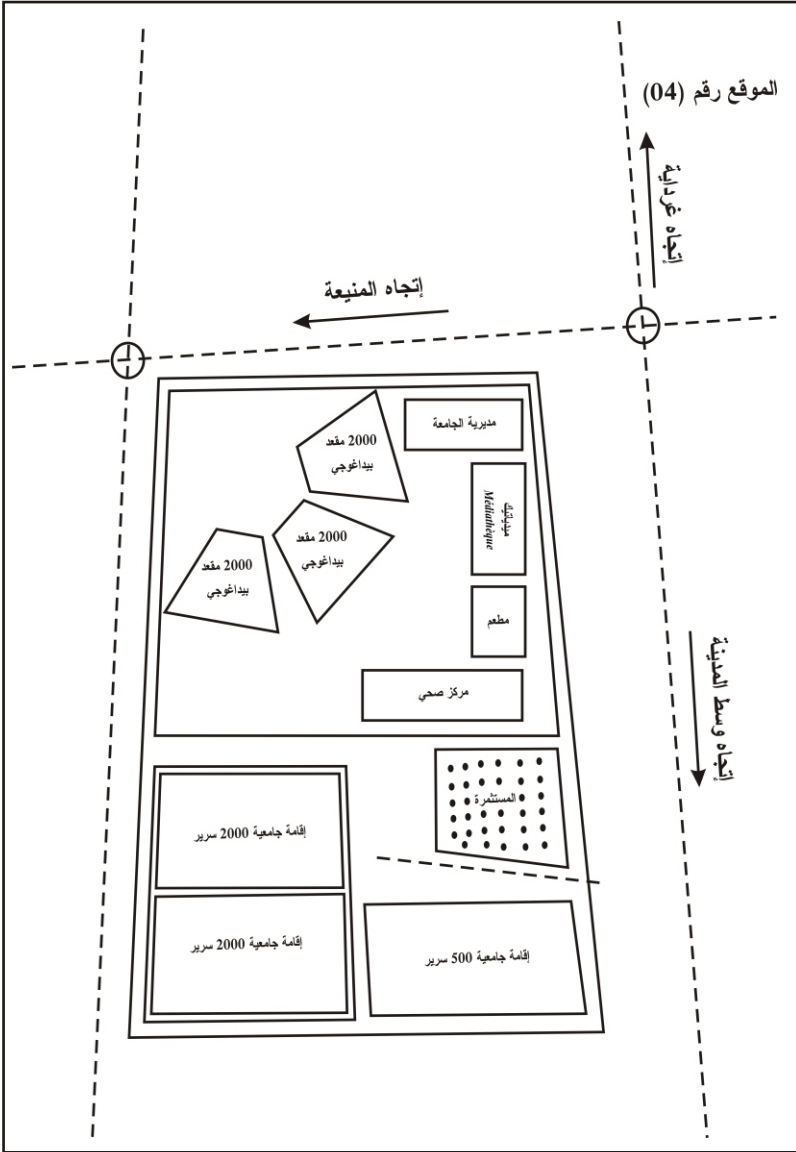 الموقع رقم (04)
إتجاه غرداية
إتجاه المنيعة
مديرية الجامعة
2000 مقعد
بيداغوجي
ميدياتيك
Médiathèque
2000 مقعد
بيداغوجي
2000 مقعد
بيداغوجي
مطعم
مركز صحي
إتجاه وسط المدينة
المستثمرة
إقامة جامعية 2000 سرير
إقامة جامعية 2000 سرير
إقامة جامعية 500 سرير